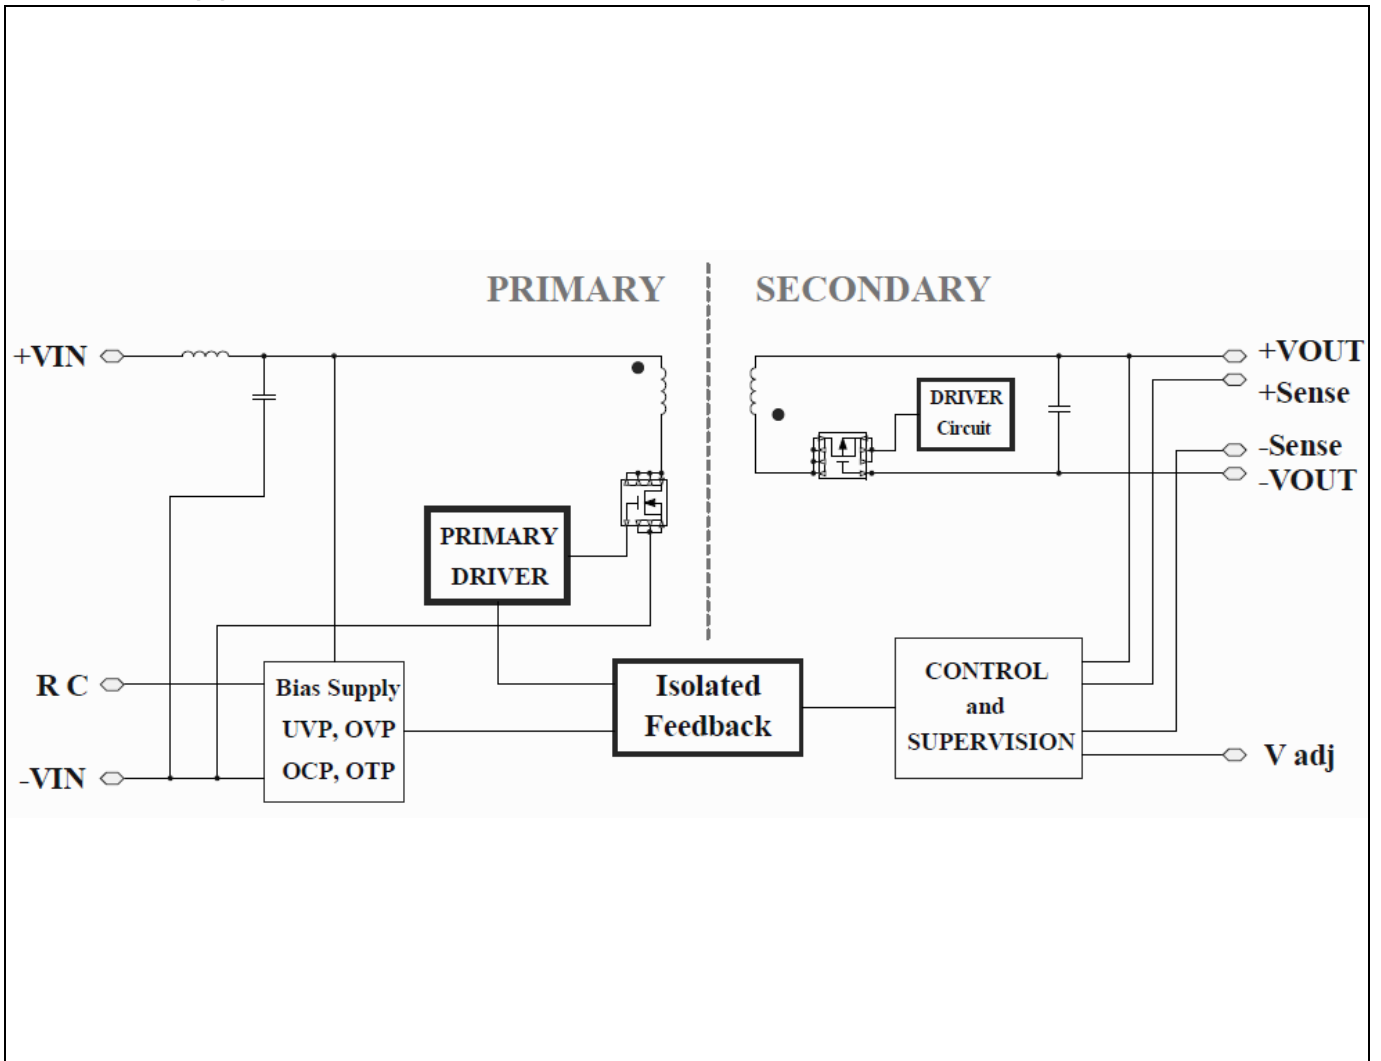 PRIMARY
SECONDARY
+VIN
+VOUT
+Sense
DRIVER
Circuit
-Sense
-VOUT
PRIMARY
DRIVER
R C
Bias Supply
UVP, OVP
OCP, OTP
-VIN
Isolated
Feedback
CONTROL
and
SUPERVISION
V adj